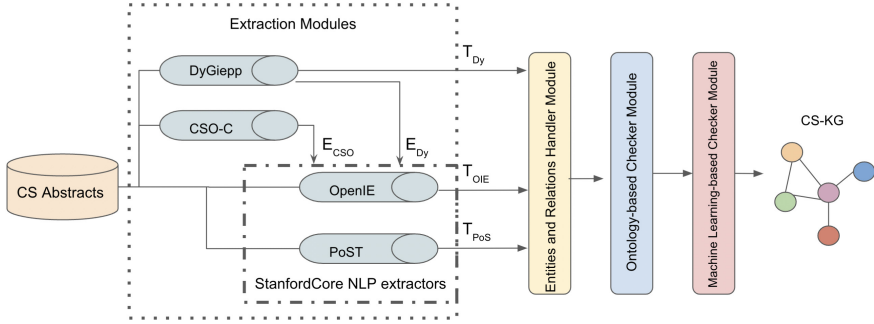 Extraction Modules
DyGiepp
T_Dy
CSO-C
E_CSO
E_Dy
CS Abstracts
OpenIE
T_OIE
PoST
T_PoS
StanfordCore NLP extractors
Entities and Relations Handler Module
Ontology-based Checker Module
Machine Learning-based Checker Module
CS-KG